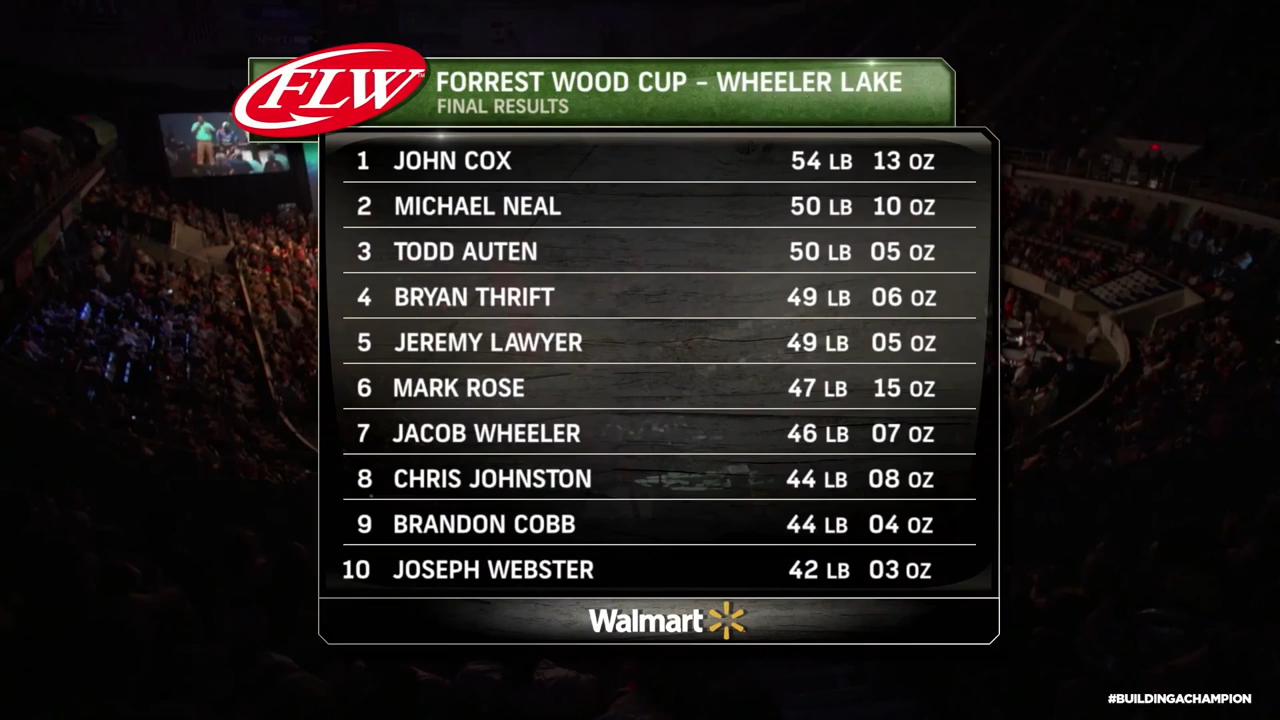 FLW™
FORREST WOOD CUP – WHEELER LAKE
FINAL RESULTS
1 JOHN COX 54 LB 13 OZ
2 MICHAEL NEAL 50 LB 10 OZ
3 TODD AUTEN 50 LB 05 OZ
4 BRYAN THRIFT 49 LB 06 OZ
5 JEREMY LAWYER 49 LB 05 OZ
6 MARK ROSE 47 LB 15 OZ
7 JACOB WHEELER 46 LB 07 OZ
8 CHRIS JOHNSTON 44 LB 08 OZ
9 BRANDON COBB 44 LB 04 OZ
10 JOSEPH WEBSTER 42 LB 03 OZ
Walmart
#BUILDINGACHAMPION